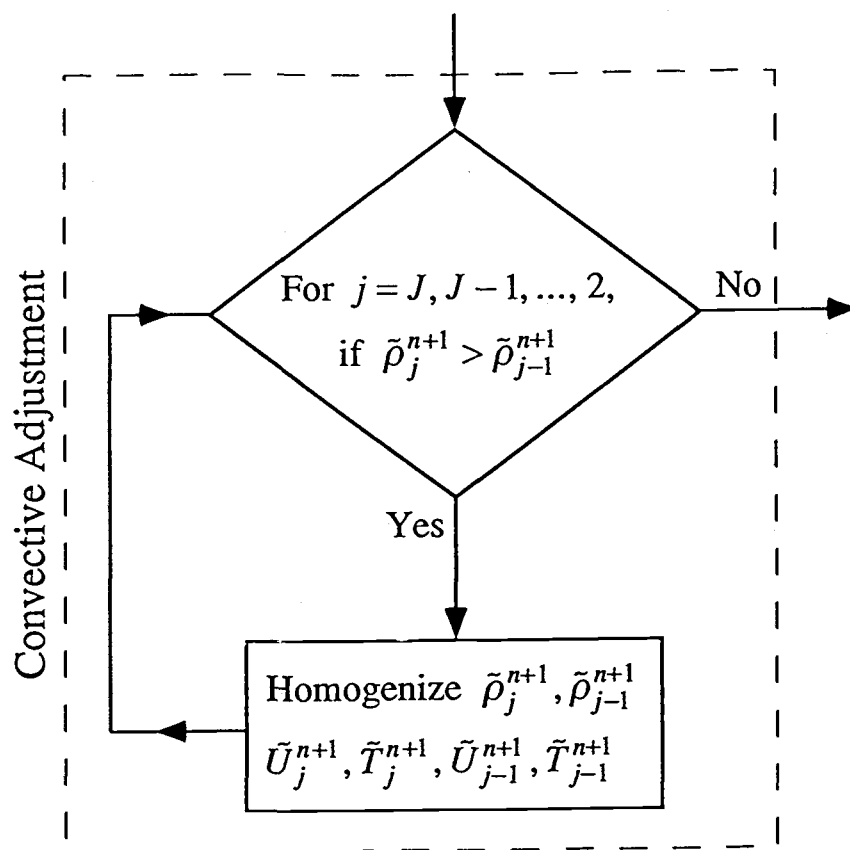 Convective Adjustment
For j = J, J − 1, ..., 2,
if ρ̃_j^{n+1} > ρ̃_{j−1}^{n+1}
No
Yes
Homogenize ρ̃_j^{n+1}, ρ̃_{j−1}^{n+1}
Ũ_j^{n+1}, T̃_j^{n+1}, Ũ_{j−1}^{n+1}, T̃_{j−1}^{n+1}